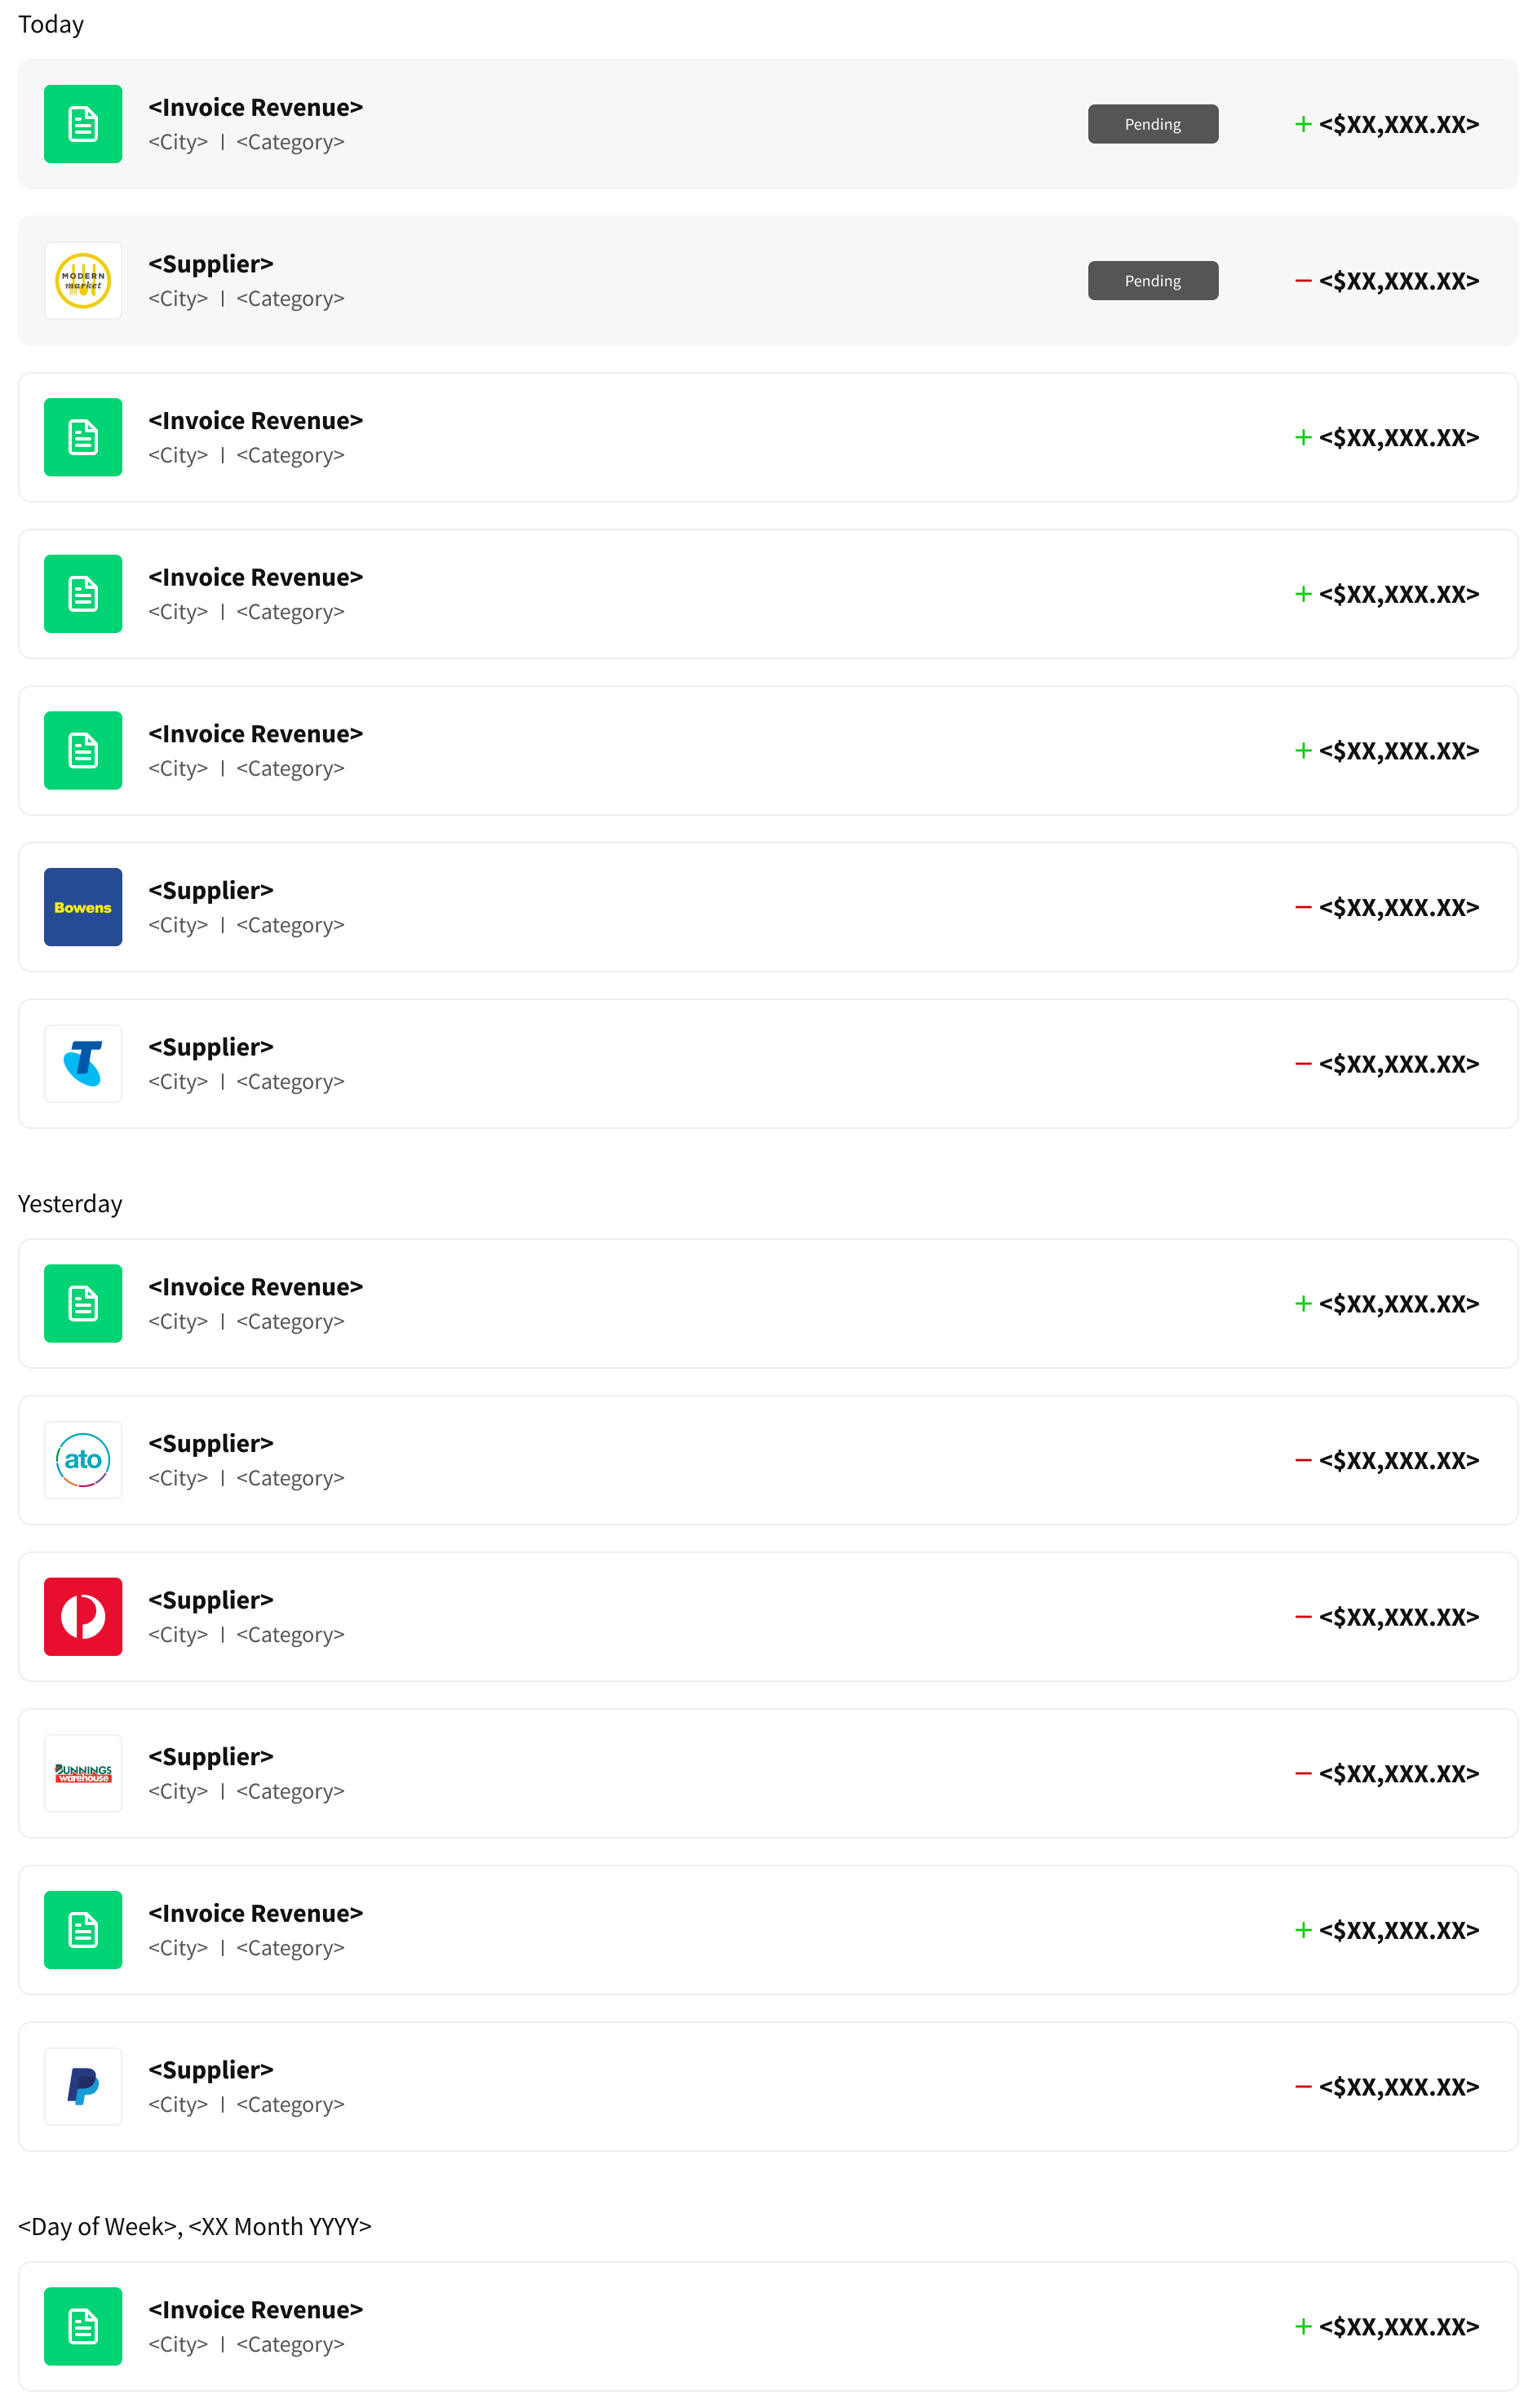 Today
<Invoice Revenue>
<City> | <Category>
Pending
+ <$XX,XXX.XX>
MODERN
market
<Supplier>
<City> | <Category>
Pending
− <$XX,XXX.XX>
<Invoice Revenue>
<City> | <Category>
+ <$XX,XXX.XX>
<Invoice Revenue>
<City> | <Category>
+ <$XX,XXX.XX>
<Invoice Revenue>
<City> | <Category>
+ <$XX,XXX.XX>
Bowens
<Supplier>
<City> | <Category>
− <$XX,XXX.XX>
T
<Supplier>
<City> | <Category>
− <$XX,XXX.XX>
Yesterday
<Invoice Revenue>
<City> | <Category>
+ <$XX,XXX.XX>
ato
<Supplier>
<City> | <Category>
− <$XX,XXX.XX>
<Supplier>
<City> | <Category>
− <$XX,XXX.XX>
BUNNINGS
warehouse
<Supplier>
<City> | <Category>
− <$XX,XXX.XX>
<Invoice Revenue>
<City> | <Category>
+ <$XX,XXX.XX>
P
<Supplier>
<City> | <Category>
− <$XX,XXX.XX>
<Day of Week>, <XX Month YYYY>
<Invoice Revenue>
<City> | <Category>
+ <$XX,XXX.XX>